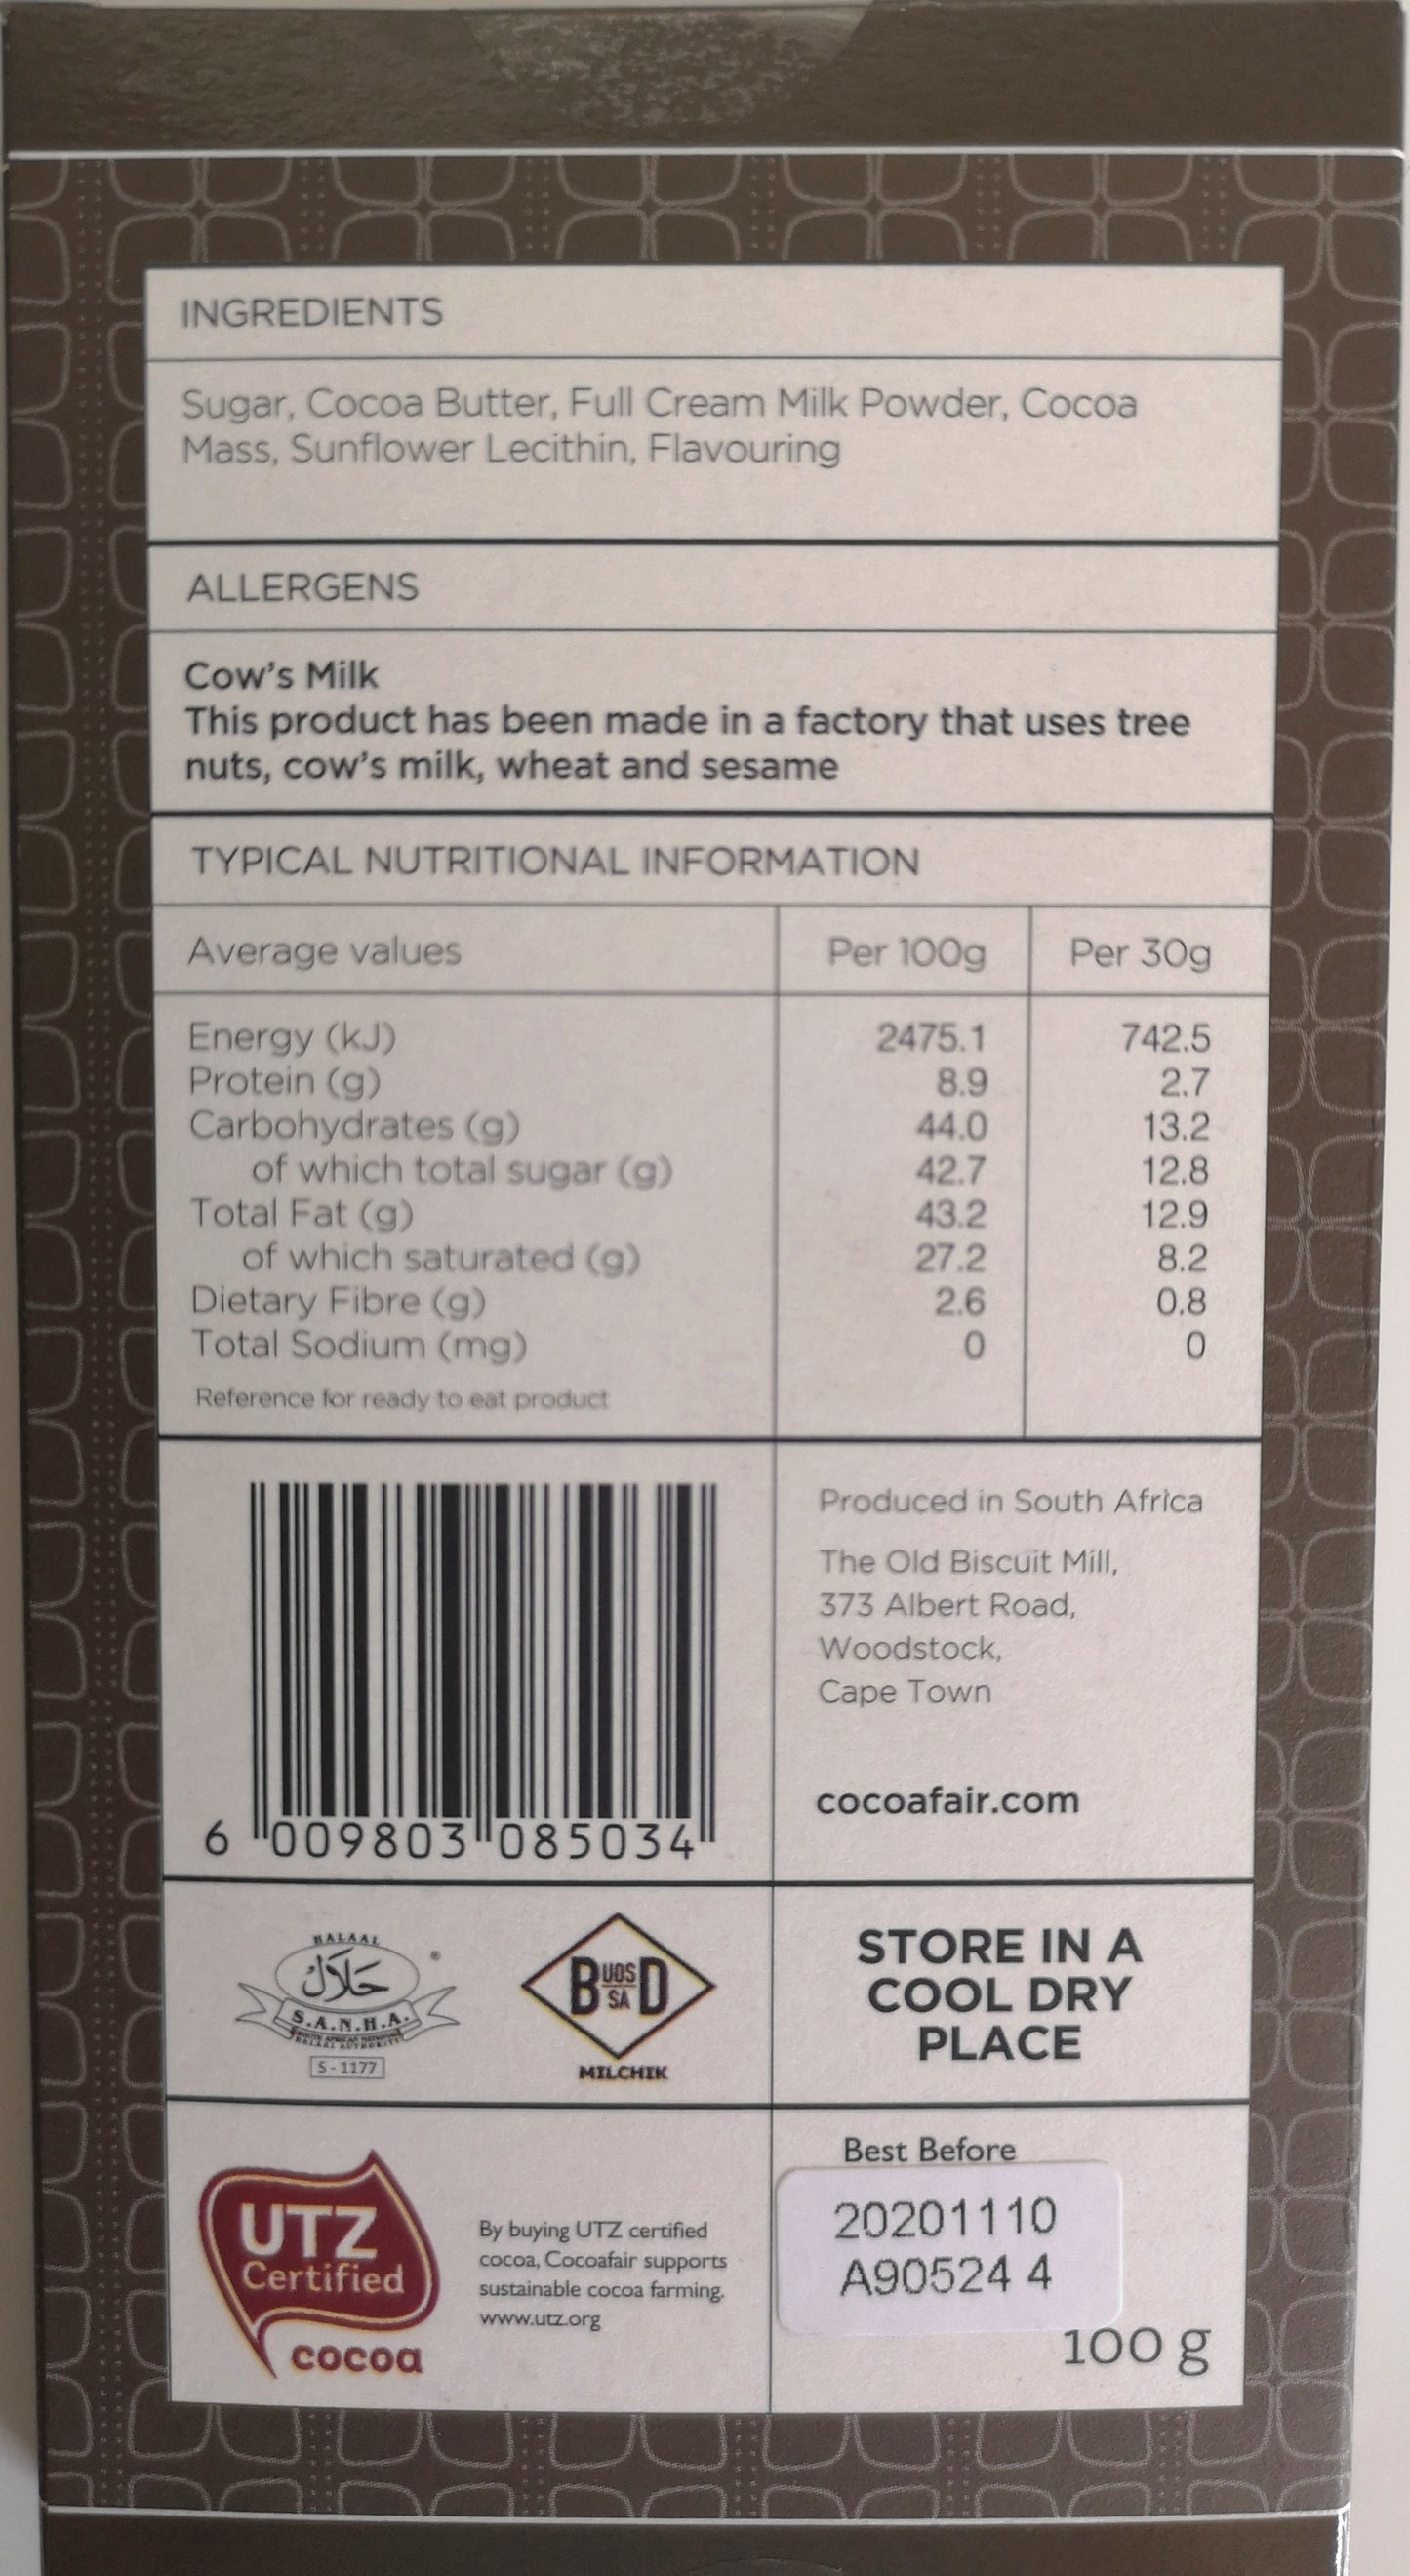 INGREDIENTS
Sugar, Cocoa Butter, Full Cream Milk Powder, Cocoa
Mass, Sunflower Lecithin, Flavouring
ALLERGENS
Cow's Milk
This product has been made in a factory that uses tree
nuts, cow's milk, wheat and sesame
TYPICAL NUTRITIONAL INFORMATION
Average values Per 100g Per 30g
Energy (kJ) 2475.1 742.5
Protein (g) 8.9 2.7
Carbohydrates (g) 44.0 13.2
of which total sugar (g) 42.7 12.8
Total Fat (g) 43.2 12.9
of which saturated (g) 27.2 8.2
Dietary Fibre (g) 2.6 0.8
Total Sodium (mg) 0 0
Reference for ready to eat product
6 009803 085034
Produced in South Africa
The Old Biscuit Mill,
373 Albert Road,
Woodstock,
Cape Town
cocoafair.com
HALAAL
حلال
®
S.A.N.H.A.
SOUTH AFRICAN NATIONAL
HALAAL AUTHORITY
S - 1177
B UOS SA D
MILCHIK
STORE IN A
COOL DRY
PLACE
UTZ
Certified
cocoa
By buying UTZ certified
cocoa, Cocoafair supports
sustainable cocoa farming.
www.utz.org
Best Before
20201110
A90524 4
100 g